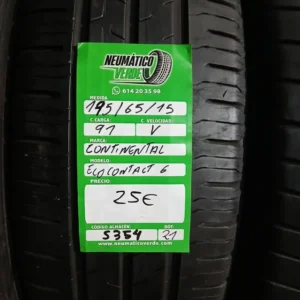 NEUMÁTICO
VERDE
614 20 35 98
MEDIDA
195/65/15
C. CARGA: C. VELOCIDAD:
91 V
MARCA:
CONTINENTAL
MODELO:
ECOCONTACT 6
PRECIO:
25€
CÓDIGO ALMACÉN: DOT:
5354 21
www.neumaticoverde.com